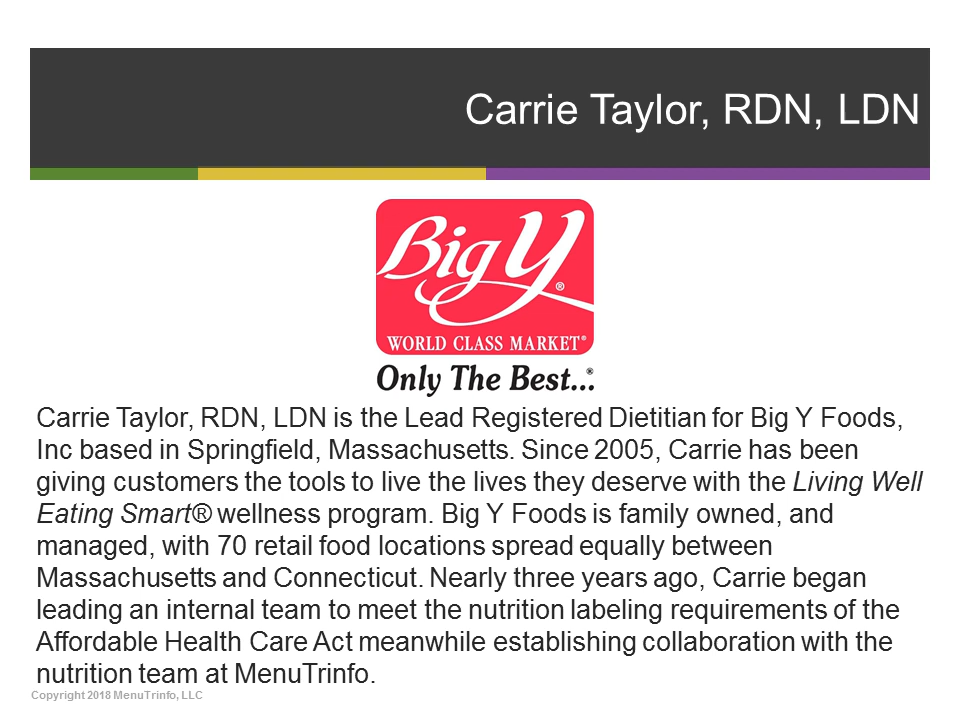 Carrie Taylor, RDN, LDN
Big Y®
WORLD CLASS MARKET®
Only The Best...®
Carrie Taylor, RDN, LDN is the Lead Registered Dietitian for Big Y Foods,
Inc based in Springfield, Massachusetts. Since 2005, Carrie has been
giving customers the tools to live the lives they deserve with the Living Well
Eating Smart® wellness program. Big Y Foods is family owned, and
managed, with 70 retail food locations spread equally between
Massachusetts and Connecticut. Nearly three years ago, Carrie began
leading an internal team to meet the nutrition labeling requirements of the
Affordable Health Care Act meanwhile establishing collaboration with the
nutrition team at MenuTrinfo.
Copyright 2018 MenuTrinfo, LLC